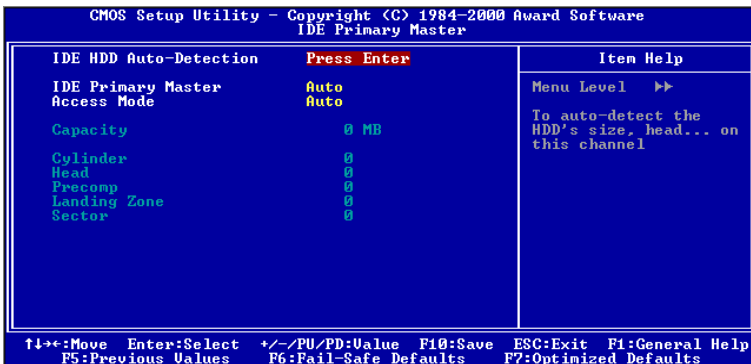 CMOS Setup Utility – Copyright (C) 1984–2000 Award Software
IDE Primary Master
IDE HDD Auto-Detection Press Enter
IDE Primary Master Auto
Access Mode Auto
Capacity 0 MB
Cylinder 0
Head 0
Precomp 0
Landing Zone 0
Sector 0
Item Help
Menu Level ▸▸
To auto-detect the
HDD's size, head... on
this channel
↑↓→←:Move Enter:Select +/-/PU/PD:Value F10:Save ESC:Exit F1:General Help
F5:Previous Values F6:Fail-Safe Defaults F7:Optimized Defaults